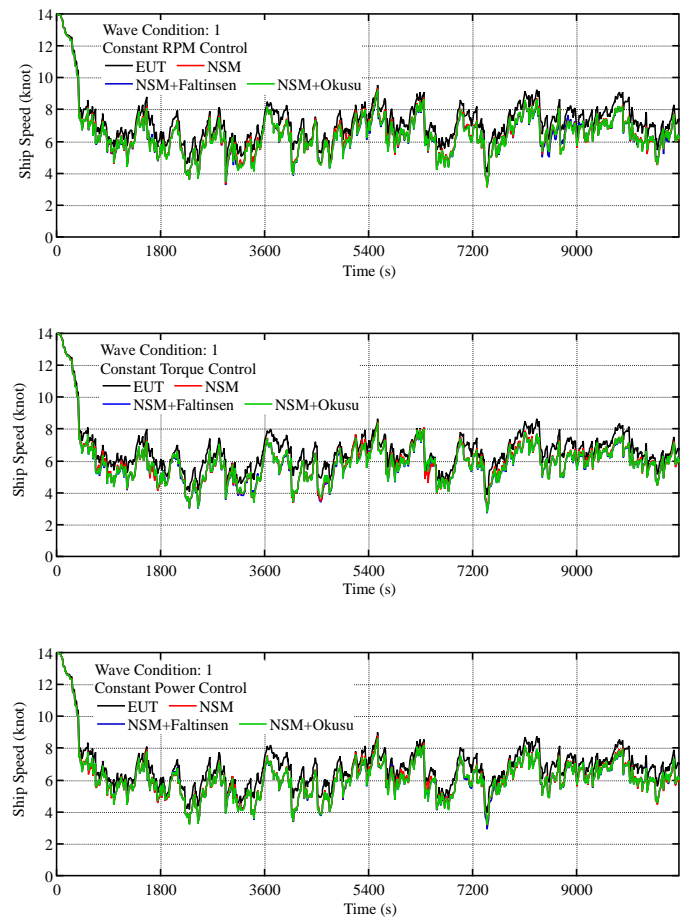 14
Wave Condition: 1
Constant RPM Control
12
EUT NSM
NSM+Faltinsen NSM+Okusu
10
8
6
4
2
0
Ship Speed (knot)
0 1800 3600 5400 7200 9000
Time (s)
14
Wave Condition: 1
Constant Torque Control
12
EUT NSM
NSM+Faltinsen NSM+Okusu
10
8
6
4
2
0
Ship Speed (knot)
0 1800 3600 5400 7200 9000
Time (s)
14
Wave Condition: 1
Constant Power Control
12
EUT NSM
NSM+Faltinsen NSM+Okusu
10
8
6
4
2
0
Ship Speed (knot)
0 1800 3600 5400 7200 9000
Time (s)